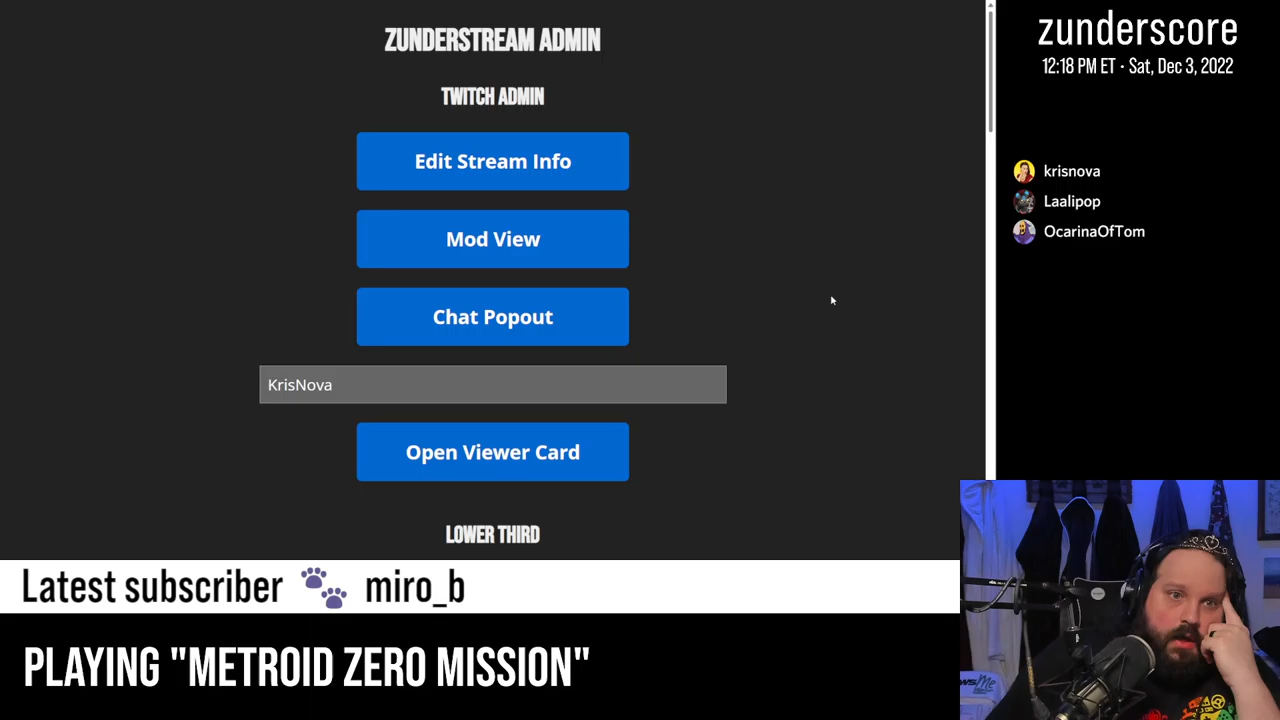 ZUNDERSTREAM ADMIN
TWITCH ADMIN
Edit Stream Info
Mod View
Chat Popout
KrisNova
Open Viewer Card
LOWER THIRD
zunderscore
12:18 PM ET · Sat, Dec 3, 2022
krisnova
Laalipop
OcarinaOfTom
Latest subscriber miro_b
PLAYING "METROID ZERO MISSION"